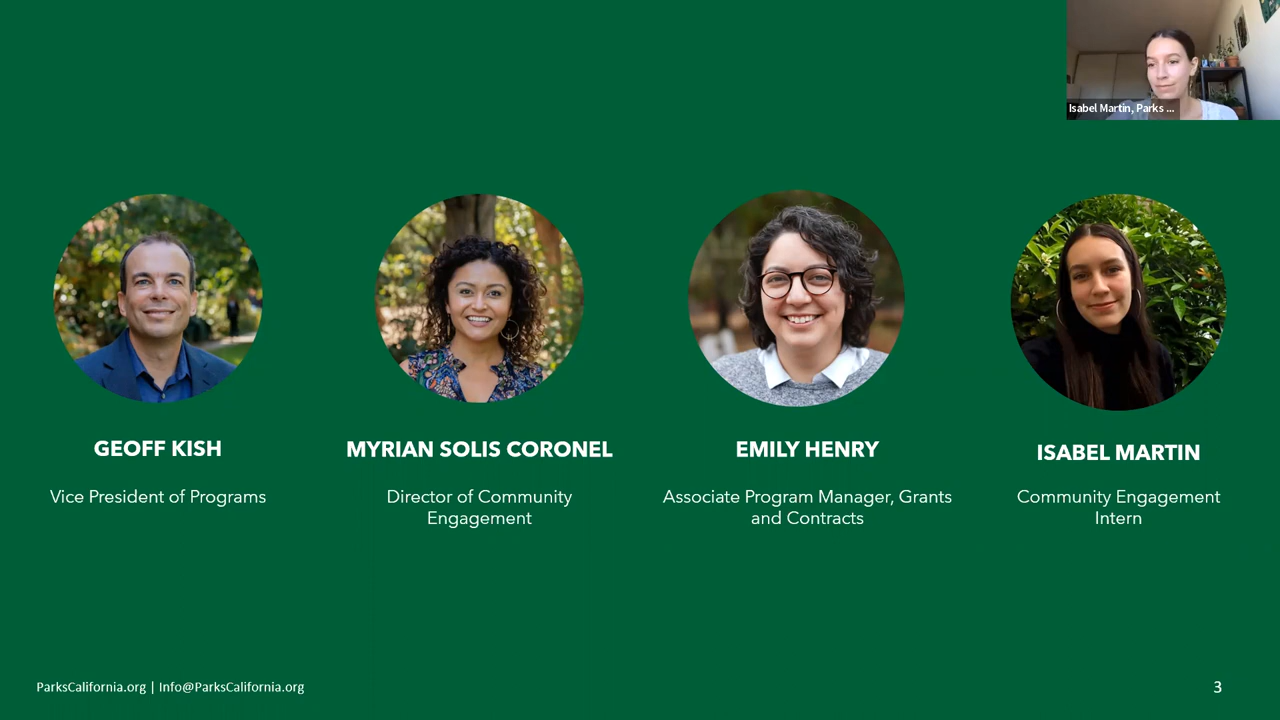 Isabel Martin, Parks ...
GEOFF KISH
Vice President of Programs
MYRIAN SOLIS CORONEL
Director of Community
Engagement
EMILY HENRY
Associate Program Manager, Grants
and Contracts
ISABEL MARTIN
Community Engagement
Intern
ParksCalifornia.org | Info@ParksCalifornia.org
3